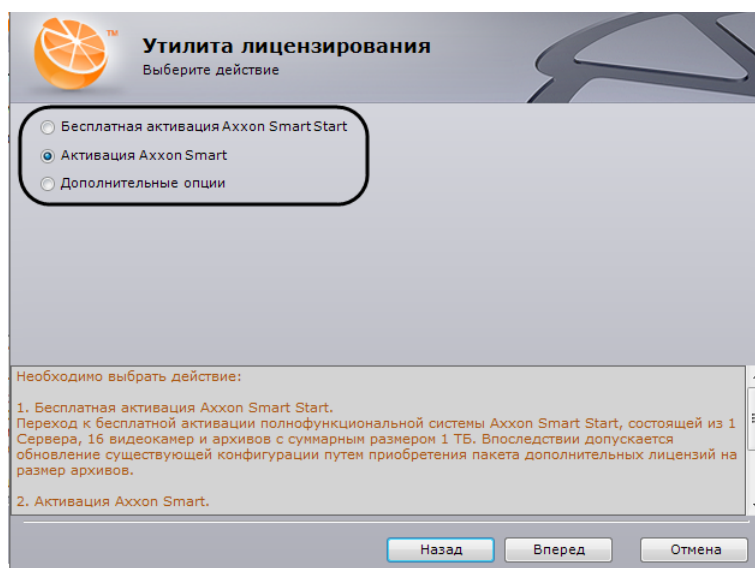 TM
Утилита лицензирования
Выберите действие
Бесплатная активация Axxon Smart Start
Активация Axxon Smart
Дополнительные опции
Необходимо выбрать действие:
1. Бесплатная активация Axxon Smart Start.
Переход к бесплатной активации полнофункциональной системы Axxon Smart Start, состоящей из 1
Сервера, 16 видеокамер и архивов с суммарным размером 1 ТБ. Впоследствии допускается
обновление существующей конфигурации путем приобретения пакета дополнительных лицензий на
размер архивов.
2. Активация Axxon Smart.
Назад
Вперед
Отмена